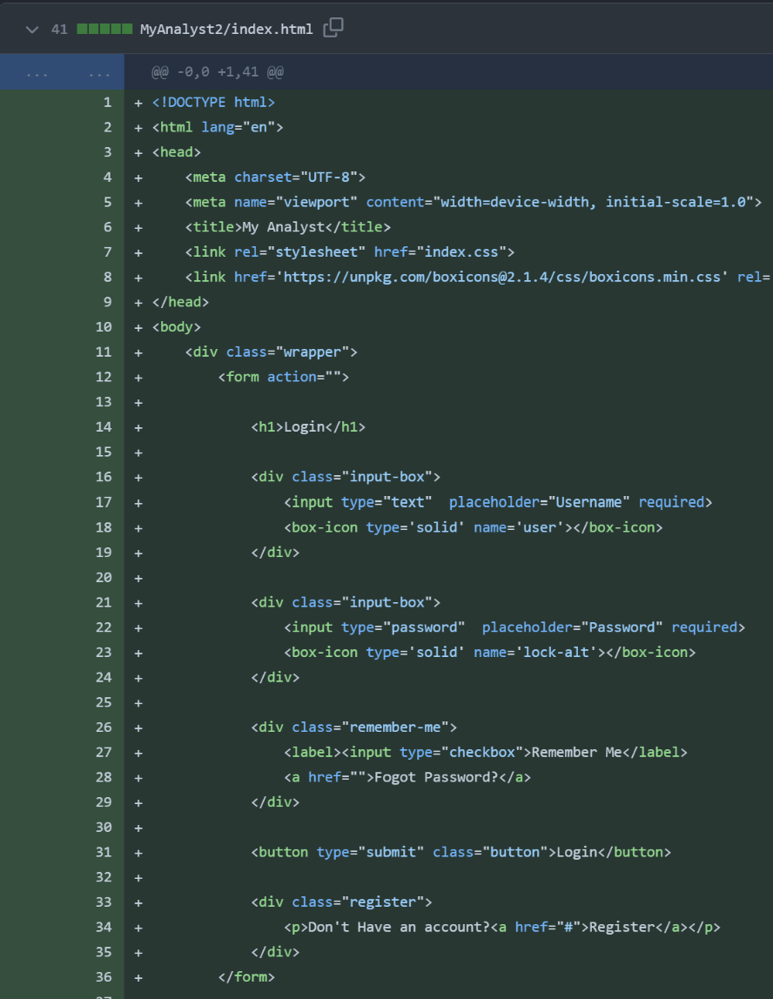 41 MyAnalyst2/index.html
... ... @@ -0,0 +1,41 @@
1 + <!DOCTYPE html>
2 + <html lang="en">
3 + <head>
4 +     <meta charset="UTF-8">
5 +     <meta name="viewport" content="width=device-width, initial-scale=1.0">
6 +     <title>My Analyst</title>
7 +     <link rel="stylesheet" href="index.css">
8 +     <link href='https://unpkg.com/boxicons@2.1.4/css/boxicons.min.css' rel=
9 + </head>
10 + <body>
11 +     <div class="wrapper">
12 +         <form action="">
13 +
14 +             <h1>Login</h1>
15 +
16 +             <div class="input-box">
17 +                 <input type="text"  placeholder="Username" required>
18 +                 <box-icon type='solid' name='user'></box-icon>
19 +             </div>
20 +
21 +             <div class="input-box">
22 +                 <input type="password"  placeholder="Password" required>
23 +                 <box-icon type='solid' name='lock-alt'></box-icon>
24 +             </div>
25 +
26 +             <div class="remember-me">
27 +                 <label><input type="checkbox">Remember Me</label>
28 +                 <a href="">Fogot Password?</a>
29 +             </div>
30 +
31 +             <button type="submit" class="button">Login</button>
32 +
33 +             <div class="register">
34 +                 <p>Don't Have an account?<a href="#">Register</a></p>
35 +             </div>
36 +         </form>